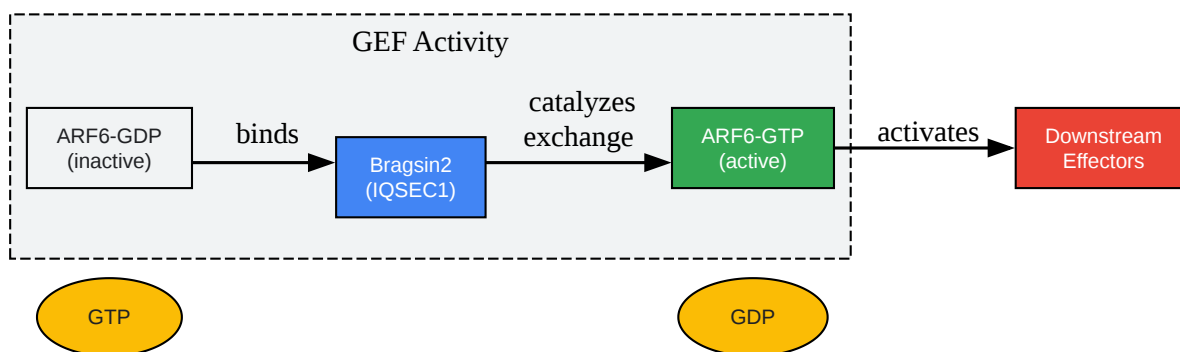 GEF Activity
ARF6-GDP
(inactive)
binds
Bragsin2
(IQSEC1)
catalyzes
exchange
ARF6-GTP
(active)
activates
Downstream
Effectors
GTP
GDP